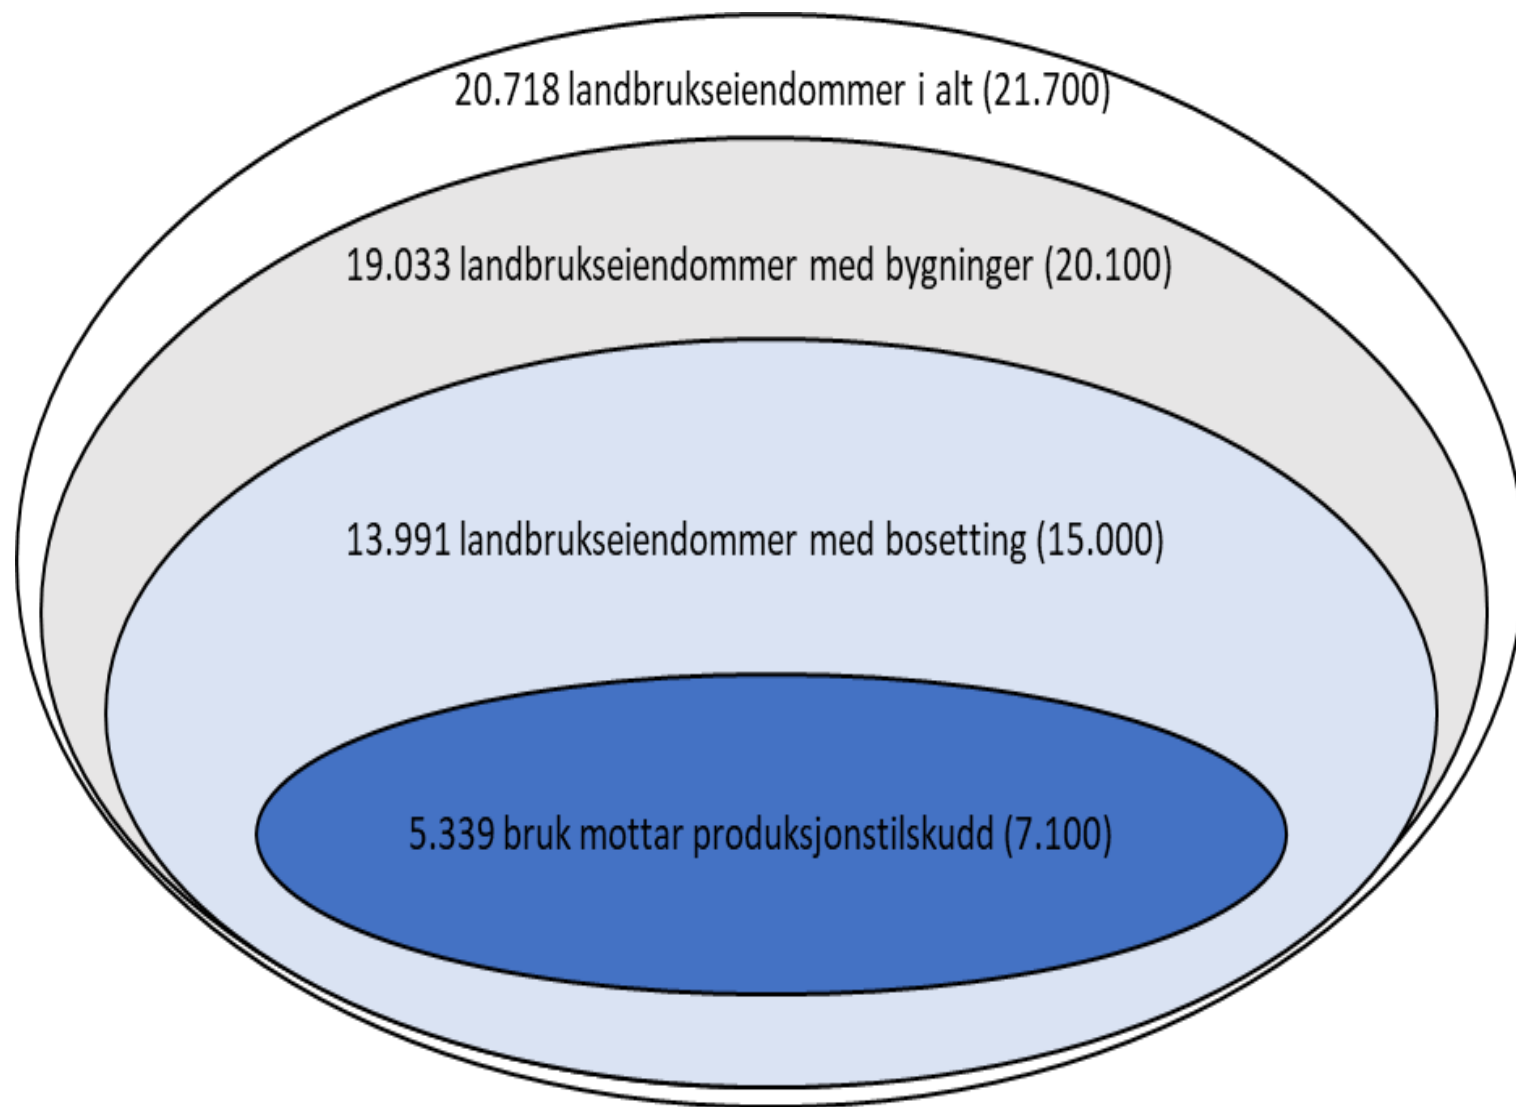 20.718 landbrukseiendommer i alt (21.700)
19.033 landbrukseiendommer med bygninger (20.100)
13.991 landbrukseiendommer med bosetting (15.000)
5.339 bruk mottar produksjonstilskudd (7.100)